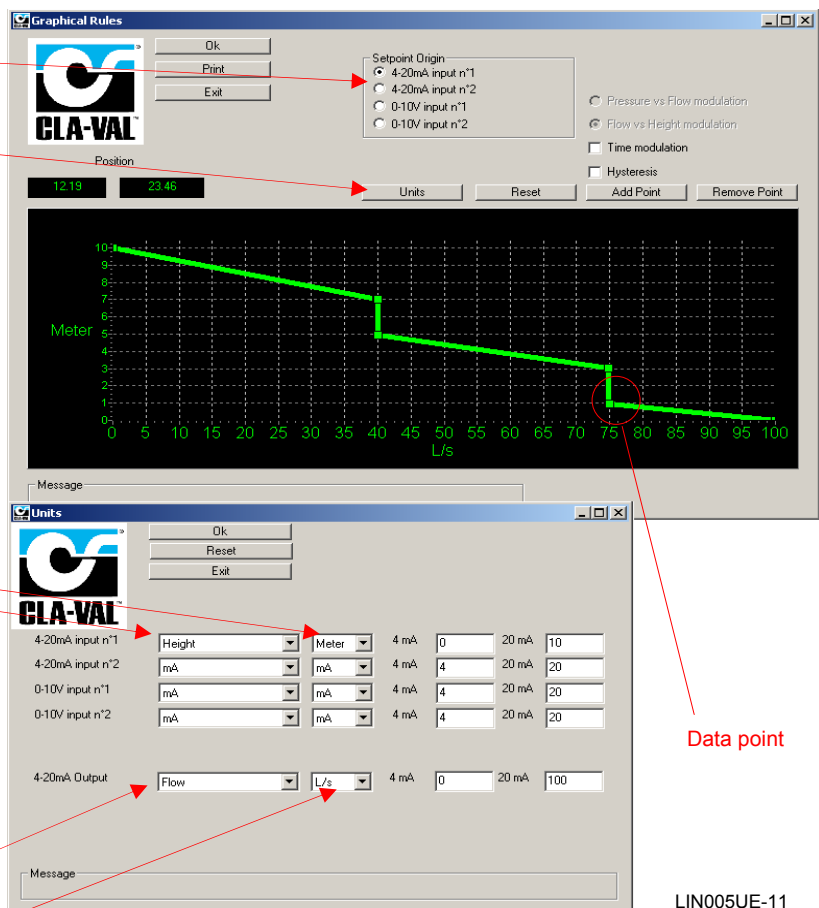 Graphical Rules
CLA-VAL
Ok
Print
Exit
Setpoint Origin
4-20mA input n°1
4-20mA input n°2
0-10V input n°1
0-10V input n°2
Pressure vs Flow modulation
Flow vs Height modulation
Time modulation
Hysteresis
Position
12.19 23.46
Units Reset Add Point Remove Point
10
9
8
7
6
5
4
3
2
1
0
Meter
0 5 10 15 20 25 30 35 40 45 50 55 60 65 70 75 80 85 90 95 100
L/s
Message
Units
CLA-VAL
Ok
Reset
Exit
4-20mA input n°1 Height Meter 4 mA 0 20 mA 10
4-20mA input n°2 mA mA 4 mA 4 20 mA 20
0-10V input n°1 mA mA 4 mA 4 20 mA 20
0-10V input n°2 mA mA 4 mA 4 20 mA 20
4-20mA Output Flow L/s 4 mA 0 20 mA 100
Message
Data point
LIN005UE-11